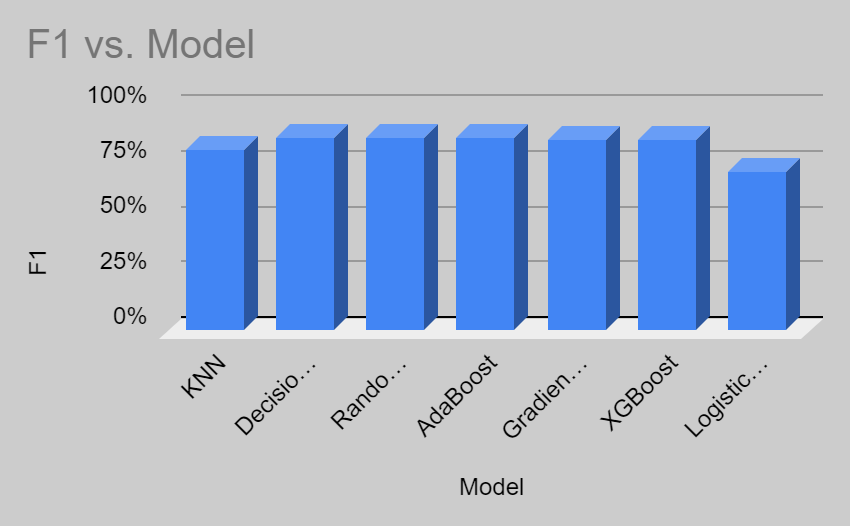 F1 vs. Model
100%
75%
50%
25%
0%
F1
KNN
Decisio…
Rando…
AdaBoost
Gradien…
XGBoost
Logistic…
Model